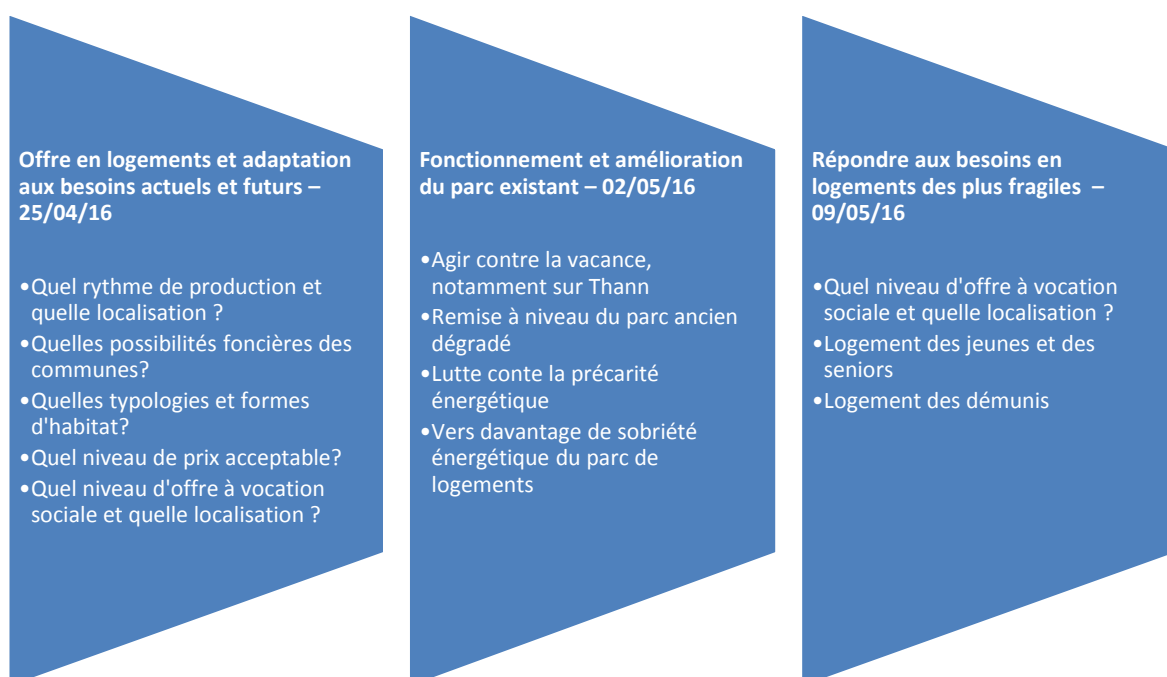 Offre en logements et adaptation
aux besoins actuels et futurs –
25/04/16
•Quel rythme de production et
quelle localisation ?
•Quelles possibilités foncières des
communes?
•Quelles typologies et formes
d'habitat?
•Quel niveau de prix acceptable?
•Quel niveau d'offre à vocation
sociale et quelle localisation ?
Fonctionnement et amélioration
du parc existant – 02/05/16
•Agir contre la vacance,
notamment sur Thann
•Remise à niveau du parc ancien
dégradé
•Lutte conte la précarité
énergétique
•Vers davantage de sobriété
énergétique du parc de
logements
Répondre aux besoins en
logements des plus fragiles –
09/05/16
•Quel niveau d'offre à vocation
sociale et quelle localisation ?
•Logement des jeunes et des
seniors
•Logement des démunis